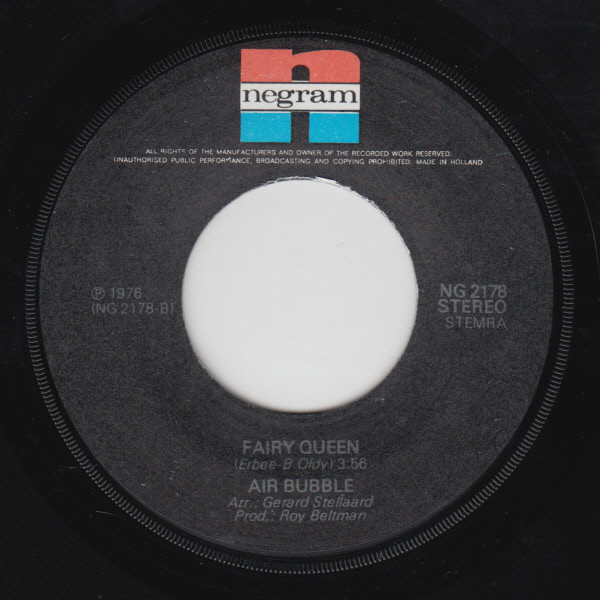 negram
ALL RIGHTS OF THE MANUFACTURERS AND OWNER OF THE RECORDED WORK RESERVED:
UNAUTHORISED PUBLIC PERFORMANCE, BROADCASTING AND COPYING PROHIBITED. MADE IN HOLLAND
℗ 1976
(NG 2178-B)
NG 2178
STEREO
STEMRA
FAIRY QUEEN
(Erbee-B.Oldy) 3:56
AIR BUBBLE
Arr.: Gerard Stellaard
Prod.: Roy Beltman